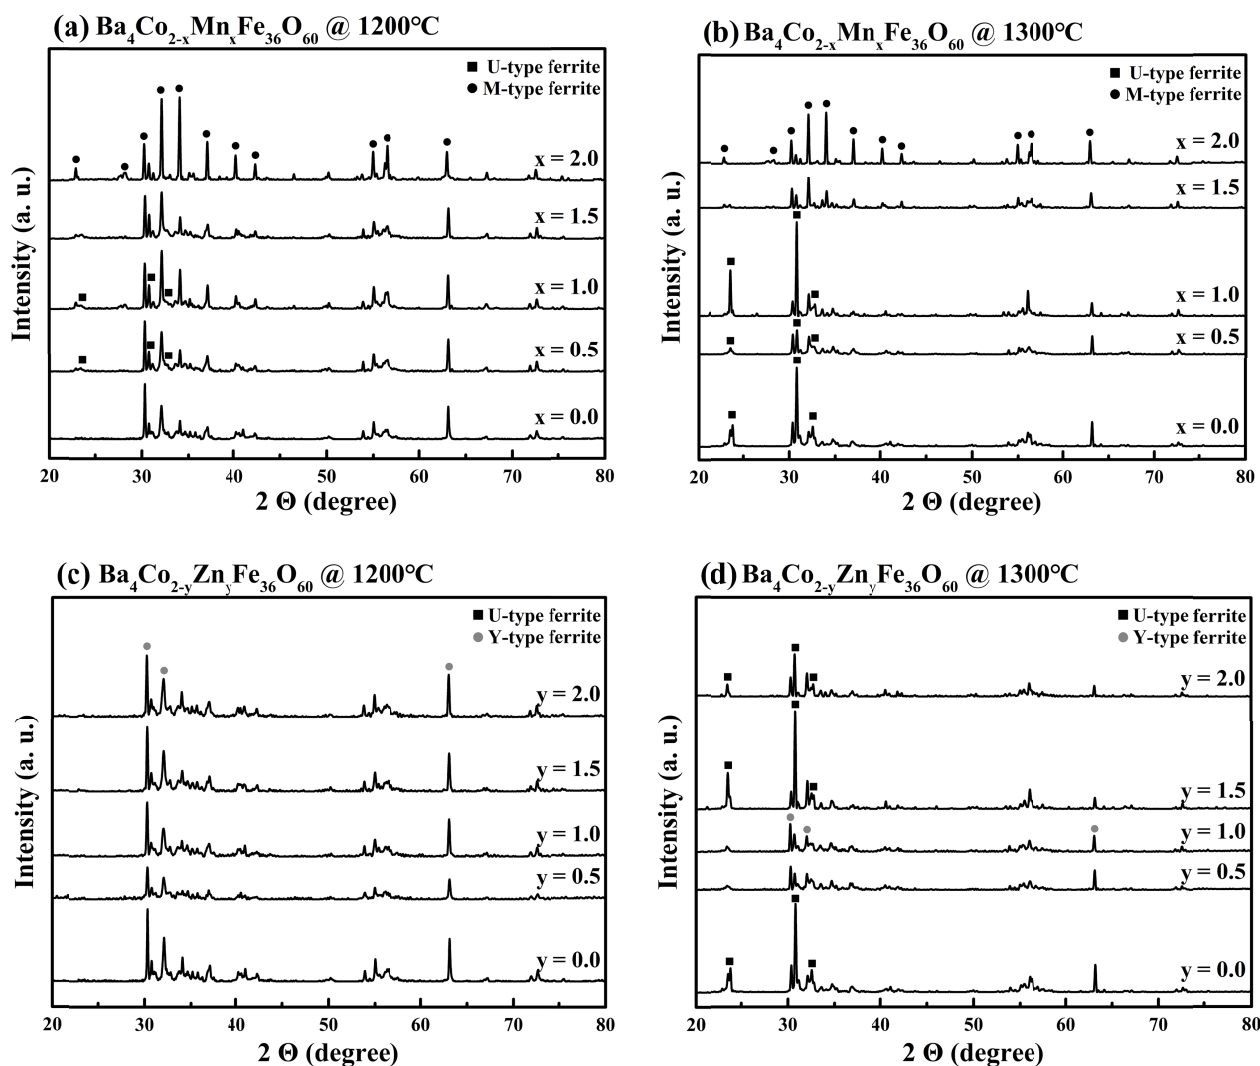 (a) Ba4Co2-xMnxFe36O60 @ 1200°C
■ U-type ferrite
● M-type ferrite
x = 2.0
x = 1.5
x = 1.0
x = 0.5
x = 0.0
Intensity (a. u.)
20 30 40 50 60 70 80
2 Θ (degree)
(b) Ba4Co2-xMnxFe36O60 @ 1300°C
■ U-type ferrite
● M-type ferrite
x = 2.0
x = 1.5
x = 1.0
x = 0.5
x = 0.0
Intensity (a. u.)
20 30 40 50 60 70 80
2 Θ (degree)
(c) Ba4Co2-yZnyFe36O60 @ 1200°C
■ U-type ferrite
● Y-type ferrite
y = 2.0
y = 1.5
y = 1.0
y = 0.5
y = 0.0
Intensity (a. u.)
20 30 40 50 60 70 80
2 Θ (degree)
(d) Ba4Co2-yZnyFe36O60 @ 1300°C
■ U-type ferrite
● Y-type ferrite
y = 2.0
y = 1.5
y = 1.0
y = 0.5
y = 0.0
Intensity (a. u.)
20 30 40 50 60 70 80
2 Θ (degree)